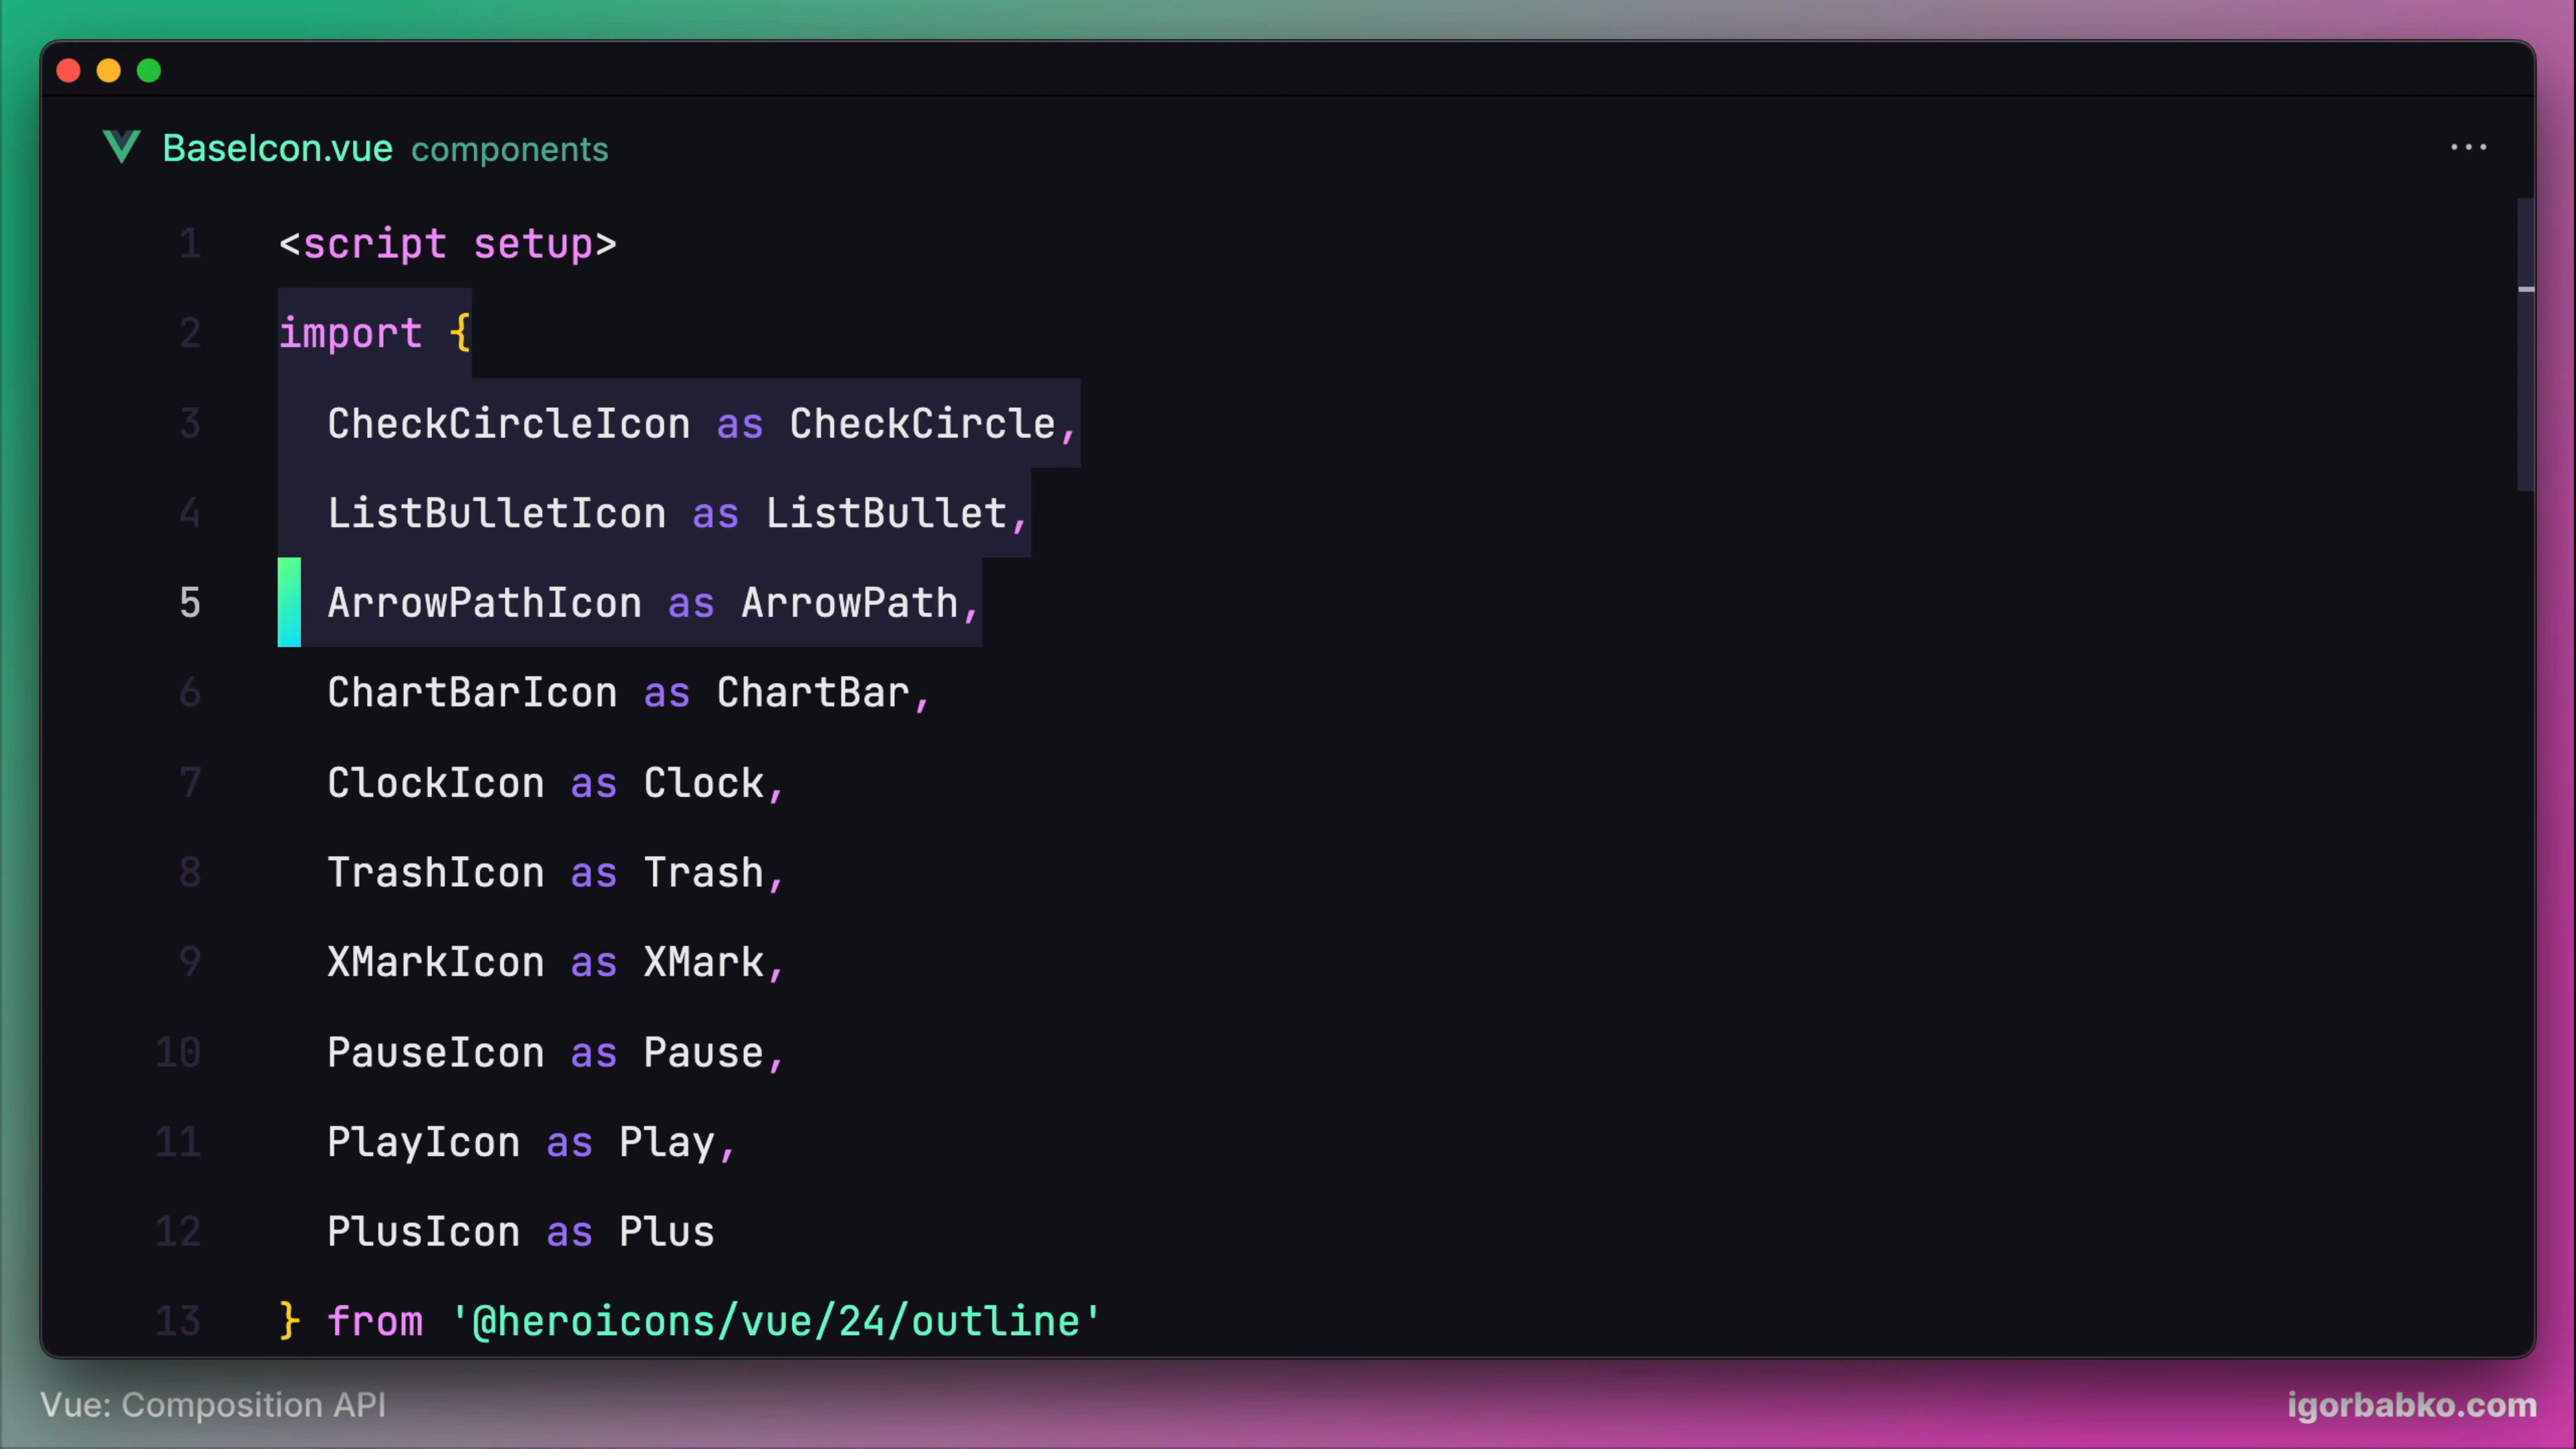 BaseIcon.vue components
...
1 <script setup>
2 import {
3   CheckCircleIcon as CheckCircle,
4   ListBulletIcon as ListBullet,
5   ArrowPathIcon as ArrowPath,
6   ChartBarIcon as ChartBar,
7   ClockIcon as Clock,
8   TrashIcon as Trash,
9   XMarkIcon as XMark,
10   PauseIcon as Pause,
11   PlayIcon as Play,
12   PlusIcon as Plus
13 } from '@heroicons/vue/24/outline'
Vue: Composition API
igorbabko.com